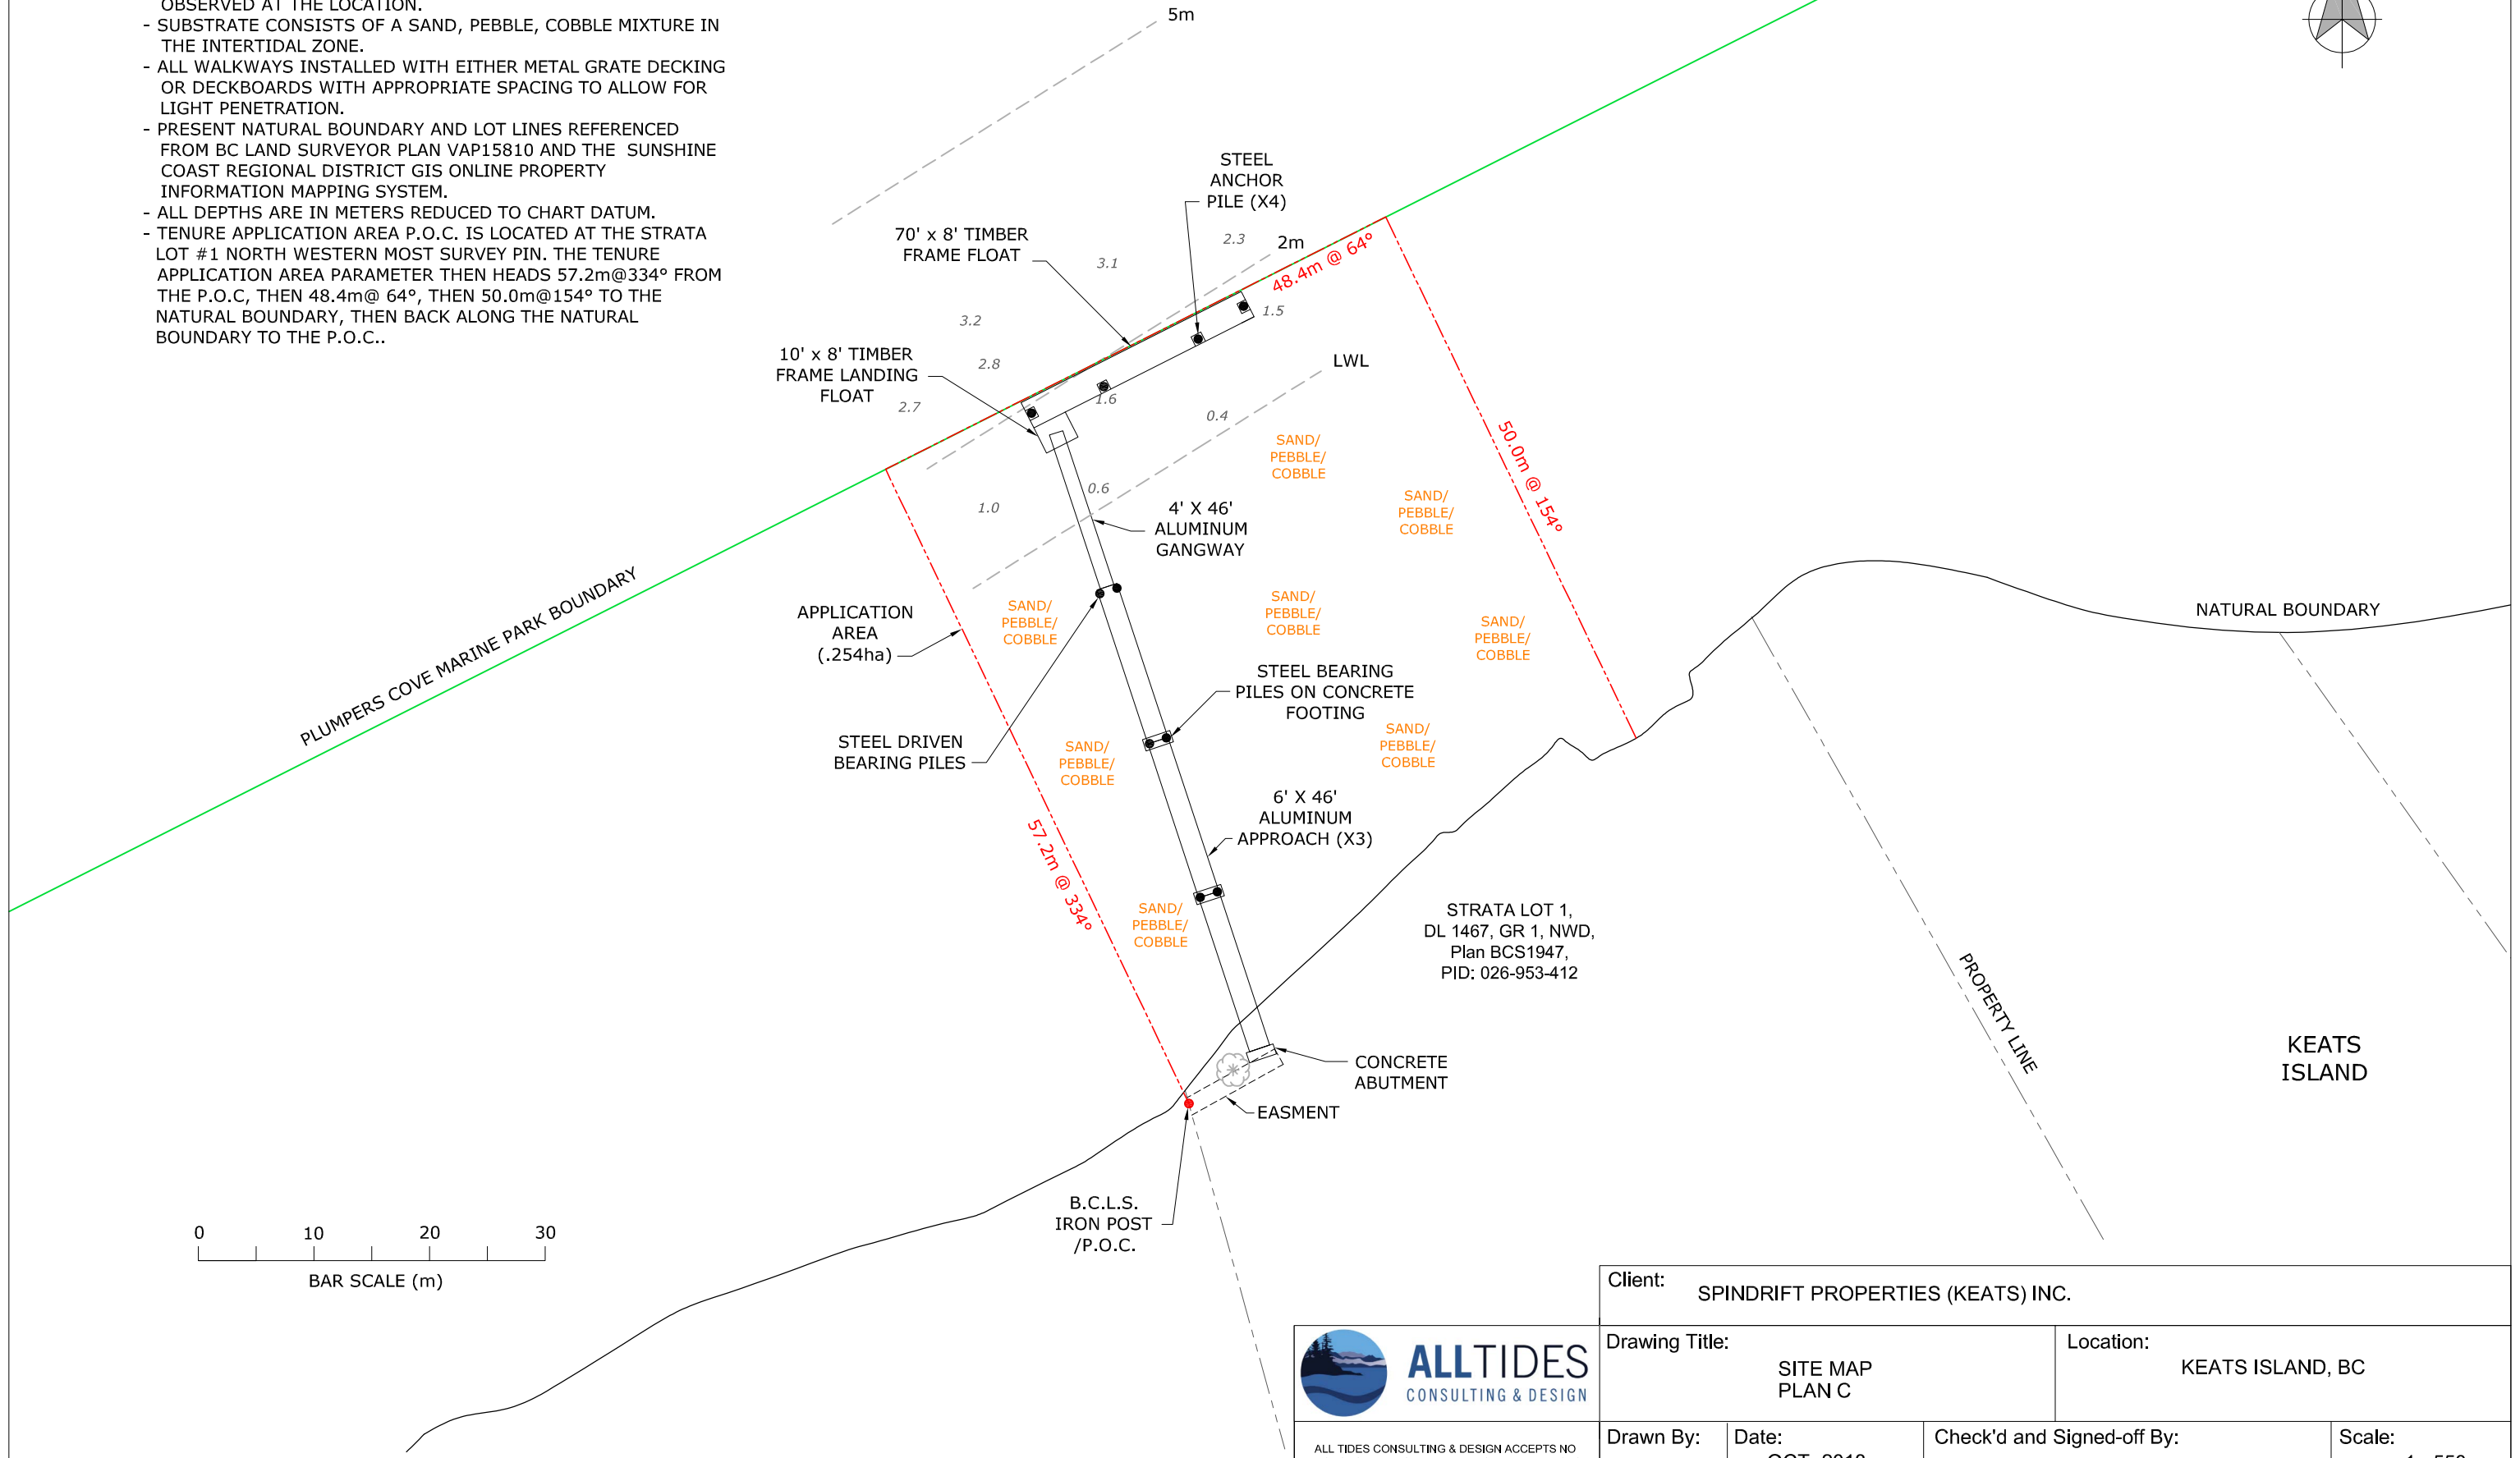 OBSERVED AT THE LOCATION.
- SUBSTRATE CONSISTS OF A SAND, PEBBLE, COBBLE MIXTURE IN
THE INTERTIDAL ZONE.
- ALL WALKWAYS INSTALLED WITH EITHER METAL GRATE DECKING
OR DECKBOARDS WITH APPROPRIATE SPACING TO ALLOW FOR
LIGHT PENETRATION.
- PRESENT NATURAL BOUNDARY AND LOT LINES REFERENCED
FROM BC LAND SURVEYOR PLAN VAP15810 AND THE SUNSHINE
COAST REGIONAL DISTRICT GIS ONLINE PROPERTY
INFORMATION MAPPING SYSTEM.
- ALL DEPTHS ARE IN METERS REDUCED TO CHART DATUM.
- TENURE APPLICATION AREA P.O.C. IS LOCATED AT THE STRATA
LOT #1 NORTH WESTERN MOST SURVEY PIN. THE TENURE
APPLICATION AREA PARAMETER THEN HEADS 57.2m@334° FROM
THE P.O.C, THEN 48.4m@ 64°, THEN 50.0m@154° TO THE
NATURAL BOUNDARY, THEN BACK ALONG THE NATURAL
BOUNDARY TO THE P.O.C..
5m
STEEL
ANCHOR
PILE (X4)
70' x 8' TIMBER
FRAME FLOAT
2.3
2m
3.1
48.4m @ 64°
1.5
3.2
10' x 8' TIMBER
FRAME LANDING
FLOAT
2.8
LWL
2.7
1.6
0.4
SAND/
PEBBLE/
COBBLE
50.0m @ 154°
0.6
1.0
4' X 46'
ALUMINUM
GANGWAY
SAND/
PEBBLE/
COBBLE
PLUMPERS COVE MARINE PARK BOUNDARY
APPLICATION
AREA
(.254ha)
SAND/
PEBBLE/
COBBLE
SAND/
PEBBLE/
COBBLE
SAND/
PEBBLE/
COBBLE
NATURAL BOUNDARY
STEEL BEARING
PILES ON CONCRETE
FOOTING
STEEL DRIVEN
BEARING PILES
SAND/
PEBBLE/
COBBLE
SAND/
PEBBLE/
COBBLE
6' X 46'
ALUMINUM
APPROACH (X3)
57.2m @ 334°
SAND/
PEBBLE/
COBBLE
STRATA LOT 1,
DL 1467, GR 1, NWD,
Plan BCS1947,
PID: 026-953-412
PROPERTY LINE
KEATS
ISLAND
CONCRETE
ABUTMENT
EASMENT
B.C.L.S.
IRON POST
/P.O.C.
0 10 20 30
BAR SCALE (m)
Client:
SPINDRIFT PROPERTIES (KEATS) INC.
ALLTIDES
CONSULTING & DESIGN
Drawing Title:
SITE MAP
PLAN C
Location:
KEATS ISLAND, BC
ALL TIDES CONSULTING & DESIGN ACCEPTS NO
Drawn By:
Date:
Check'd and Signed-off By:
Scale: